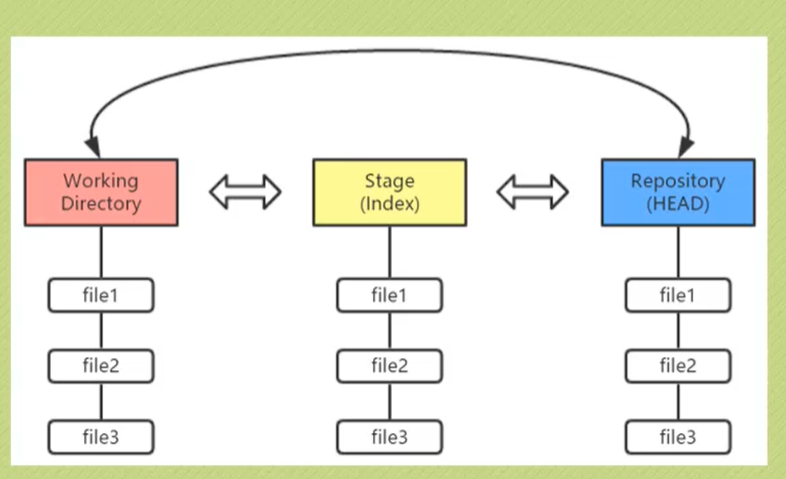 Working
Directory
Stage
(Index)
Repository
(HEAD)
file1
file1
file1
file2
file2
file2
file3
file3
file3